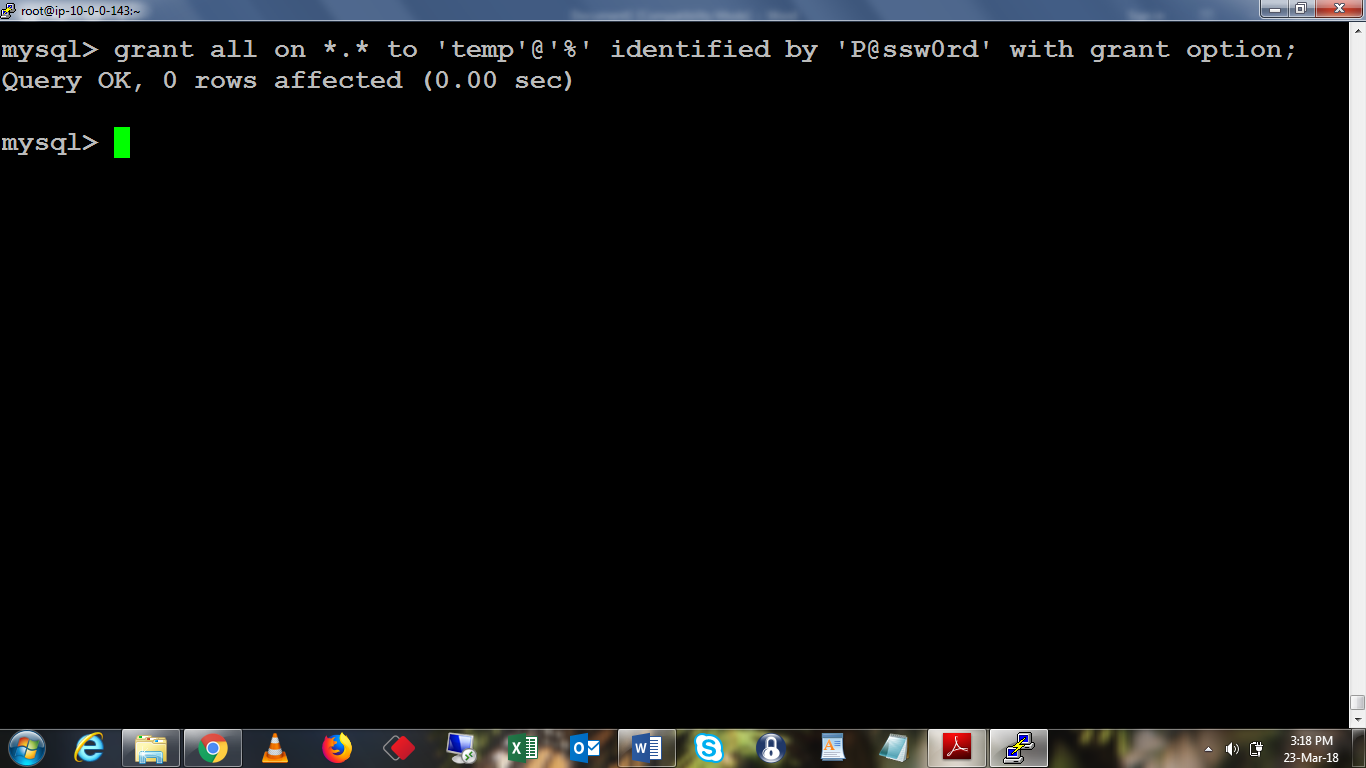 root@ip-10-0-0-143:~
mysql> grant all on *.* to 'temp'@'%' identified by 'P@ssw0rd' with grant option;
Query OK, 0 rows affected (0.00 sec)
mysql>
3:18 PM
23-Mar-18